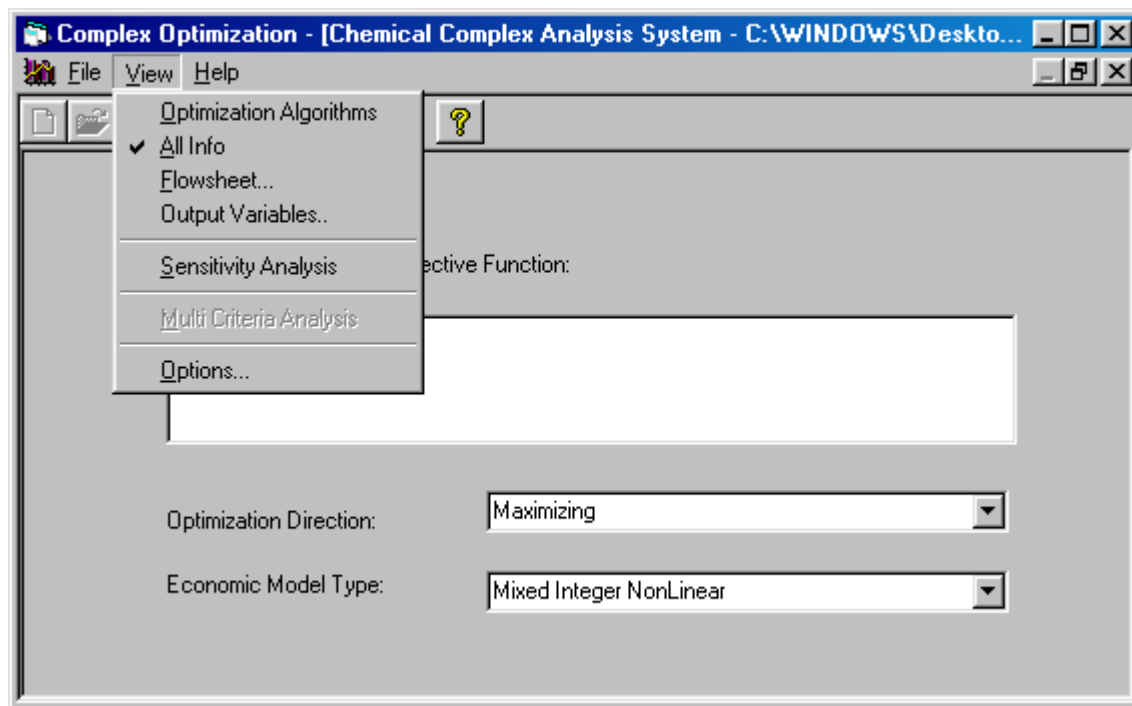 Complex Optimization - [Chemical Complex Analysis System - C:\WINDOWS\Deskto...
File View Help
Optimization Algorithms
All Info
Flowsheet...
Output Variables..
Sensitivity Analysis
ective Function:
Multi Criteria Analysis
Options...
Optimization Direction:
Maximizing
Economic Model Type:
Mixed Integer NonLinear